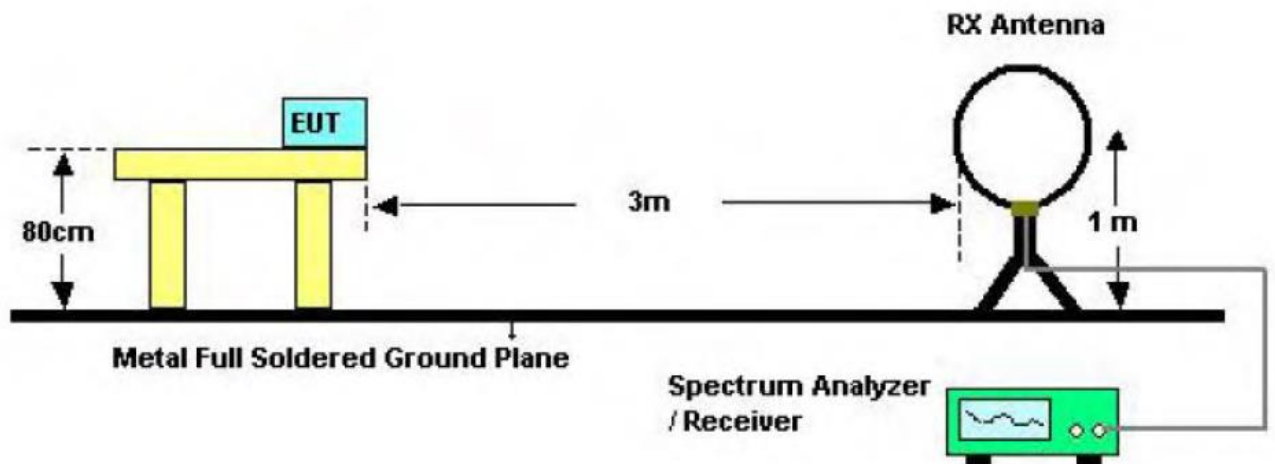 RX Antenna
EUT
80cm
3m
1 m
Metal Full Soldered Ground Plane
Spectrum Analyzer
/ Receiver